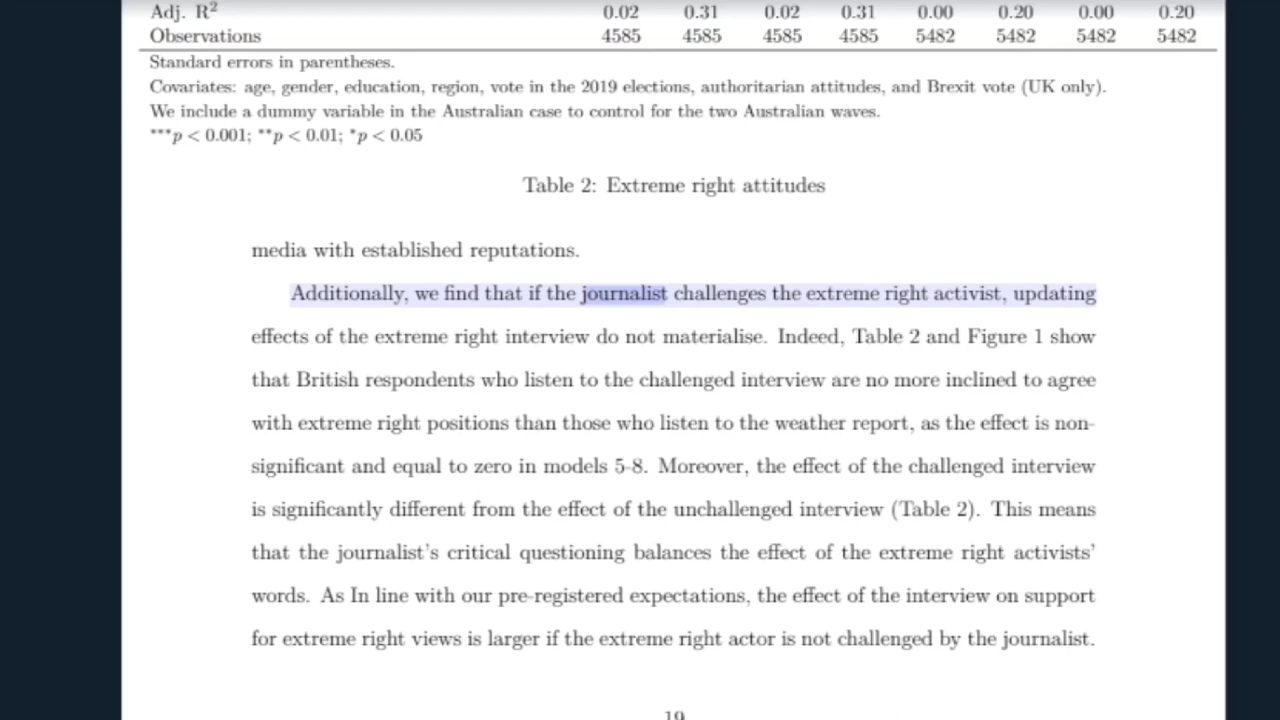 Adj. R² 0.02 0.31 0.02 0.31 0.00 0.20 0.00 0.20
Observations 4585 4585 4585 4585 5482 5482 5482 5482
Standard errors in parentheses.
Covariates: age, gender, education, region, vote in the 2019 elections, authoritarian attitudes, and Brexit vote (UK only).
We include a dummy variable in the Australian case to control for the two Australian waves.
***p < 0.001; **p < 0.01; *p < 0.05
Table 2: Extreme right attitudes
media with established reputations.
Additionally, we find that if the journalist challenges the extreme right activist, updating
effects of the extreme right interview do not materialise. Indeed, Table 2 and Figure 1 show
that British respondents who listen to the challenged interview are no more inclined to agree
with extreme right positions than those who listen to the weather report, as the effect is non-
significant and equal to zero in models 5-8. Moreover, the effect of the challenged interview
is significantly different from the effect of the unchallenged interview (Table 2). This means
that the journalist's critical questioning balances the effect of the extreme right activists'
words. As In line with our pre-registered expectations, the effect of the interview on support
for extreme right views is larger if the extreme right actor is not challenged by the journalist.
19